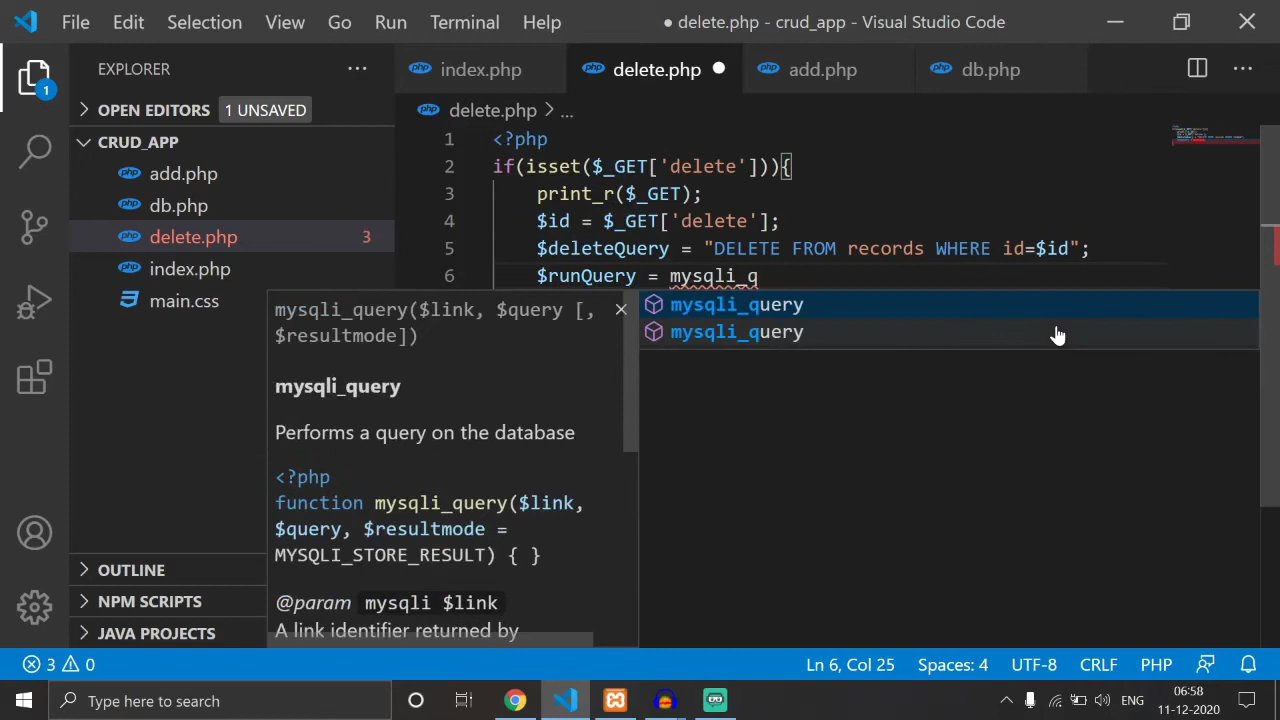 File Edit Selection View Go Run Terminal Help
● delete.php - crud_app - Visual Studio Code
EXPLORER
index.php
delete.php
add.php
db.php
OPEN EDITORS 1 UNSAVED
CRUD_APP
add.php
db.php
delete.php 3
index.php
main.css
OUTLINE
NPM SCRIPTS
JAVA PROJECTS
1
delete.php > ...
1 <?php
2 if(isset($_GET['delete'])){
3 print_r($_GET);
4 $id = $_GET['delete'];
5 $deleteQuery = "DELETE FROM records WHERE id=$id";
6 $runQuery = mysqli_q
mysqli_query
mysqli_query
mysqli_query($link, $query [,
$resultmode])
mysqli_query
Performs a query on the database
<?php
function mysqli_query($link,
$query, $resultmode =
MYSQLI_STORE_RESULT) { }
@param mysqli $link
A link identifier returned by
3 0
Ln 6, Col 25 Spaces: 4 UTF-8 CRLF PHP
Type here to search
ENG
06:58
11-12-2020